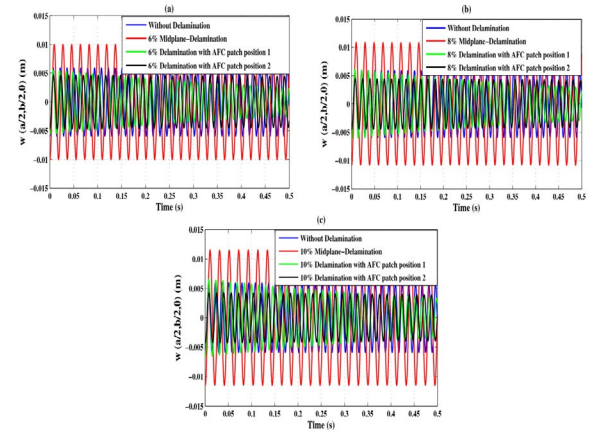 (a)
w (a/2,b/2,0) (m)
0.015
0.01
0.005
0
-0.005
-0.01
-0.015
Without Delamination
6% Midplane-Delamination
6% Delamination with AFC patch position 1
6% Delamination with AFC patch position 2
0 0.05 0.1 0.15 0.2 0.25 0.3 0.35 0.4 0.45 0.5
Time (s)
(b)
w (a/2,b/2,0) (m)
0.015
0.01
0.005
0
-0.005
-0.01
-0.015
Without Delamination
8% Midplane-Delamination
8% Delamination with AFC patch position 1
8% Delamination with AFC patch position 2
0 0.05 0.1 0.15 0.2 0.25 0.3 0.35 0.4 0.45 0.5
Time (s)
(c)
w (a/2,b/2,0) (m)
0.015
0.01
0.005
0
-0.005
-0.01
-0.015
Without Delamination
10% Midplane-Delamination
10% Delamination with AFC patch position 1
10% Delamination with AFC patch position 2
0 0.05 0.1 0.15 0.2 0.25 0.3 0.35 0.4 0.45 0.5
Time (s)